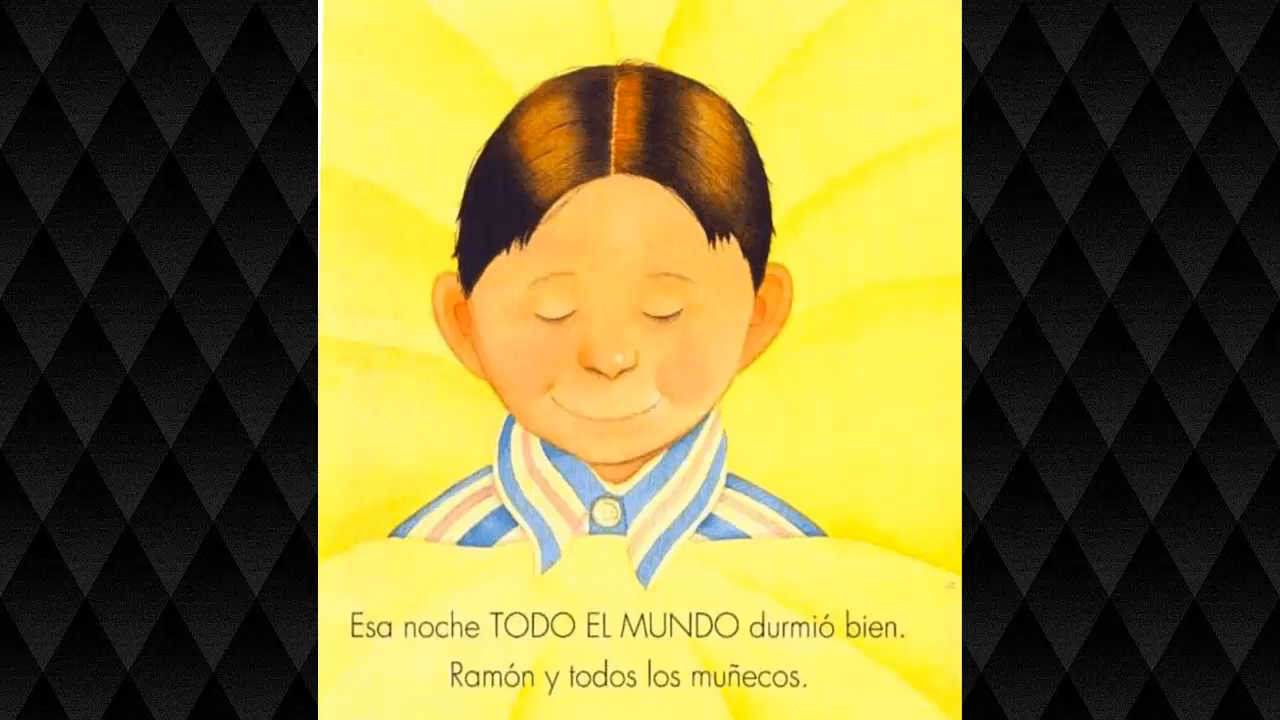 Esa noche TODO EL MUNDO durmió bien.
Ramón y todos los muñecos.